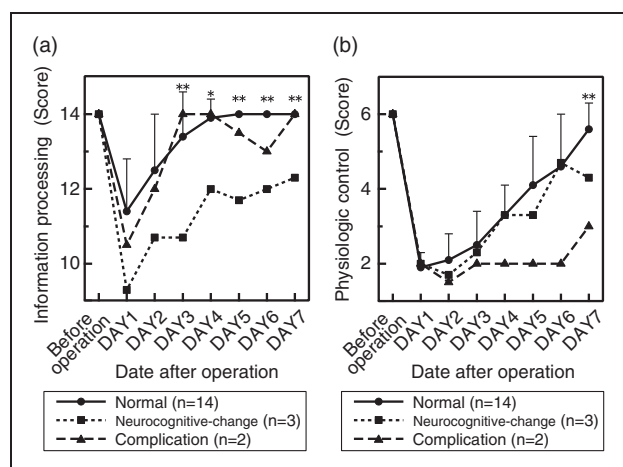 (a)
Information processing (Score)
14
12
10
**
*
**
**
**
Before operation
DAY1
DAY2
DAY3
DAY4
DAY5
DAY6
DAY7
Date after operation
Normal (n=14)
Neurocognitive-change (n=3)
Complication (n=2)
(b)
Physiologic control (Score)
6
4
2
**
Before operation
DAY1
DAY2
DAY3
DAY4
DAY5
DAY6
DAY7
Date after operation
Normal (n=14)
Neurocognitive-change (n=3)
Complication (n=2)